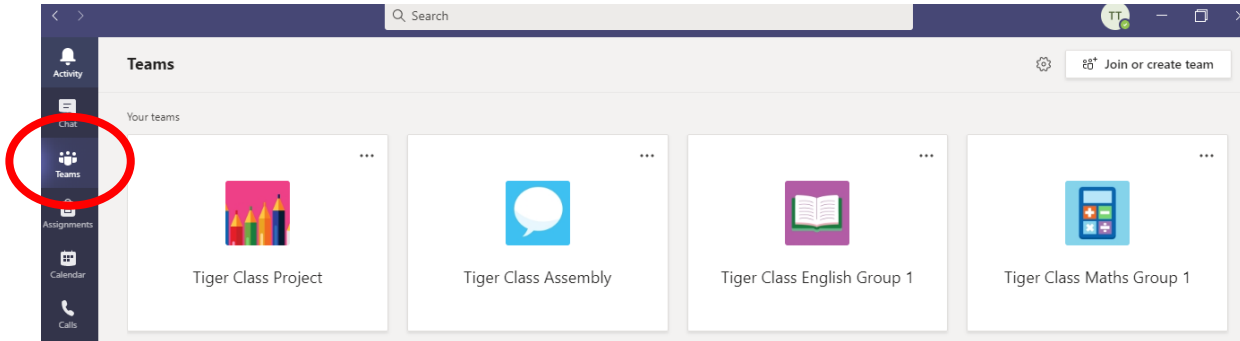 Search
TT
Activity
Teams
Join or create team
Chat
Your teams
Teams
Assignments
Calendar
Calls
Tiger Class Project
Tiger Class Assembly
Tiger Class English Group 1
Tiger Class Maths Group 1